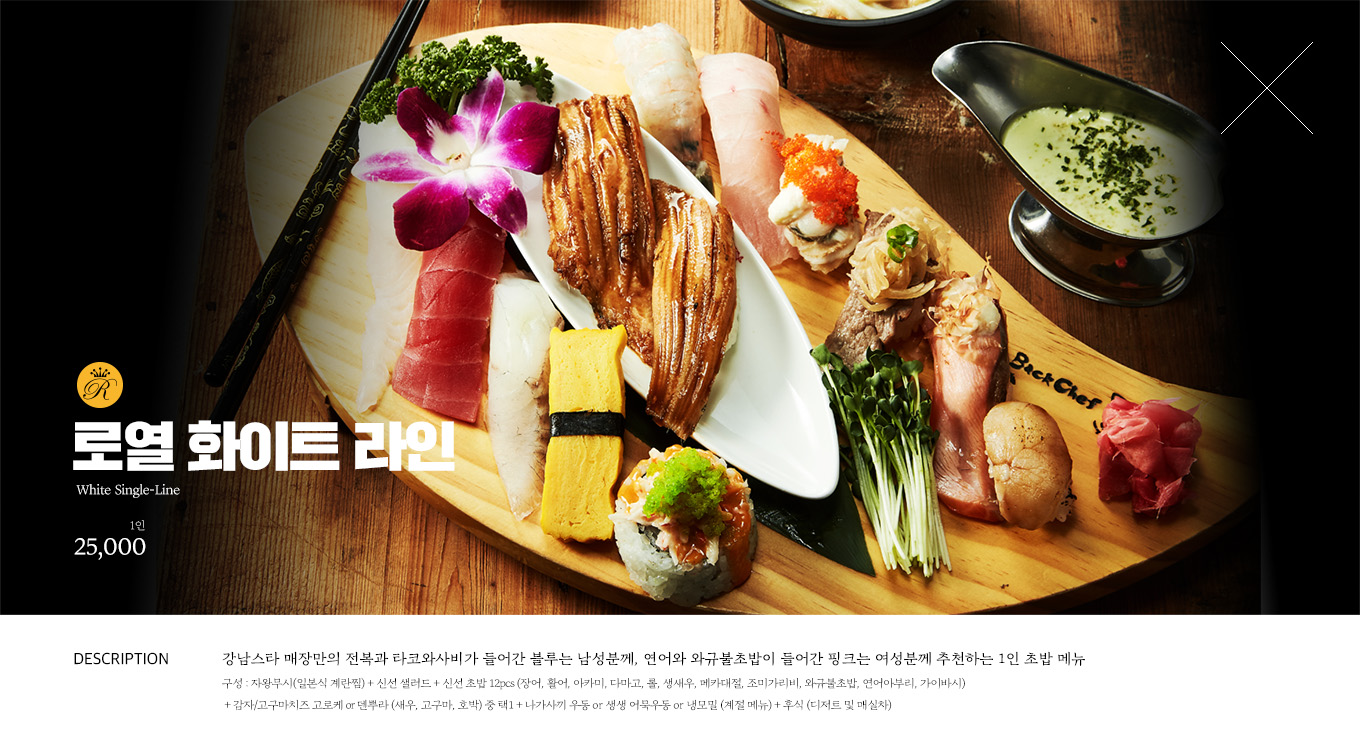 Back Chef
R
로열 화이트 라인
White Single-Line
1인
25,000
DESCRIPTION
강남스타 매장만의 전복과 타코와사비가 들어간 블루는 남성분께, 연어와 와규불초밥이 들어간 핑크는 여성분께 추천하는 1인 초밥 메뉴
구성 : 자왕무시(일본식 계란찜) + 신선 샐러드 + 신선 초밥 12pcs (장어, 활어, 아카미, 다마고, 롤, 생새우, 메카대절, 조미가리비, 와규불초밥, 연어아부리, 가이바시)
+ 감자/고구마치즈 고로케 or 덴뿌라 (새우, 고구마, 호박) 중 택1 + 나가사끼 우동 or 생생 어묵우동 or 냉모밀 (계절 메뉴) + 후식 (디저트 및 매실차)